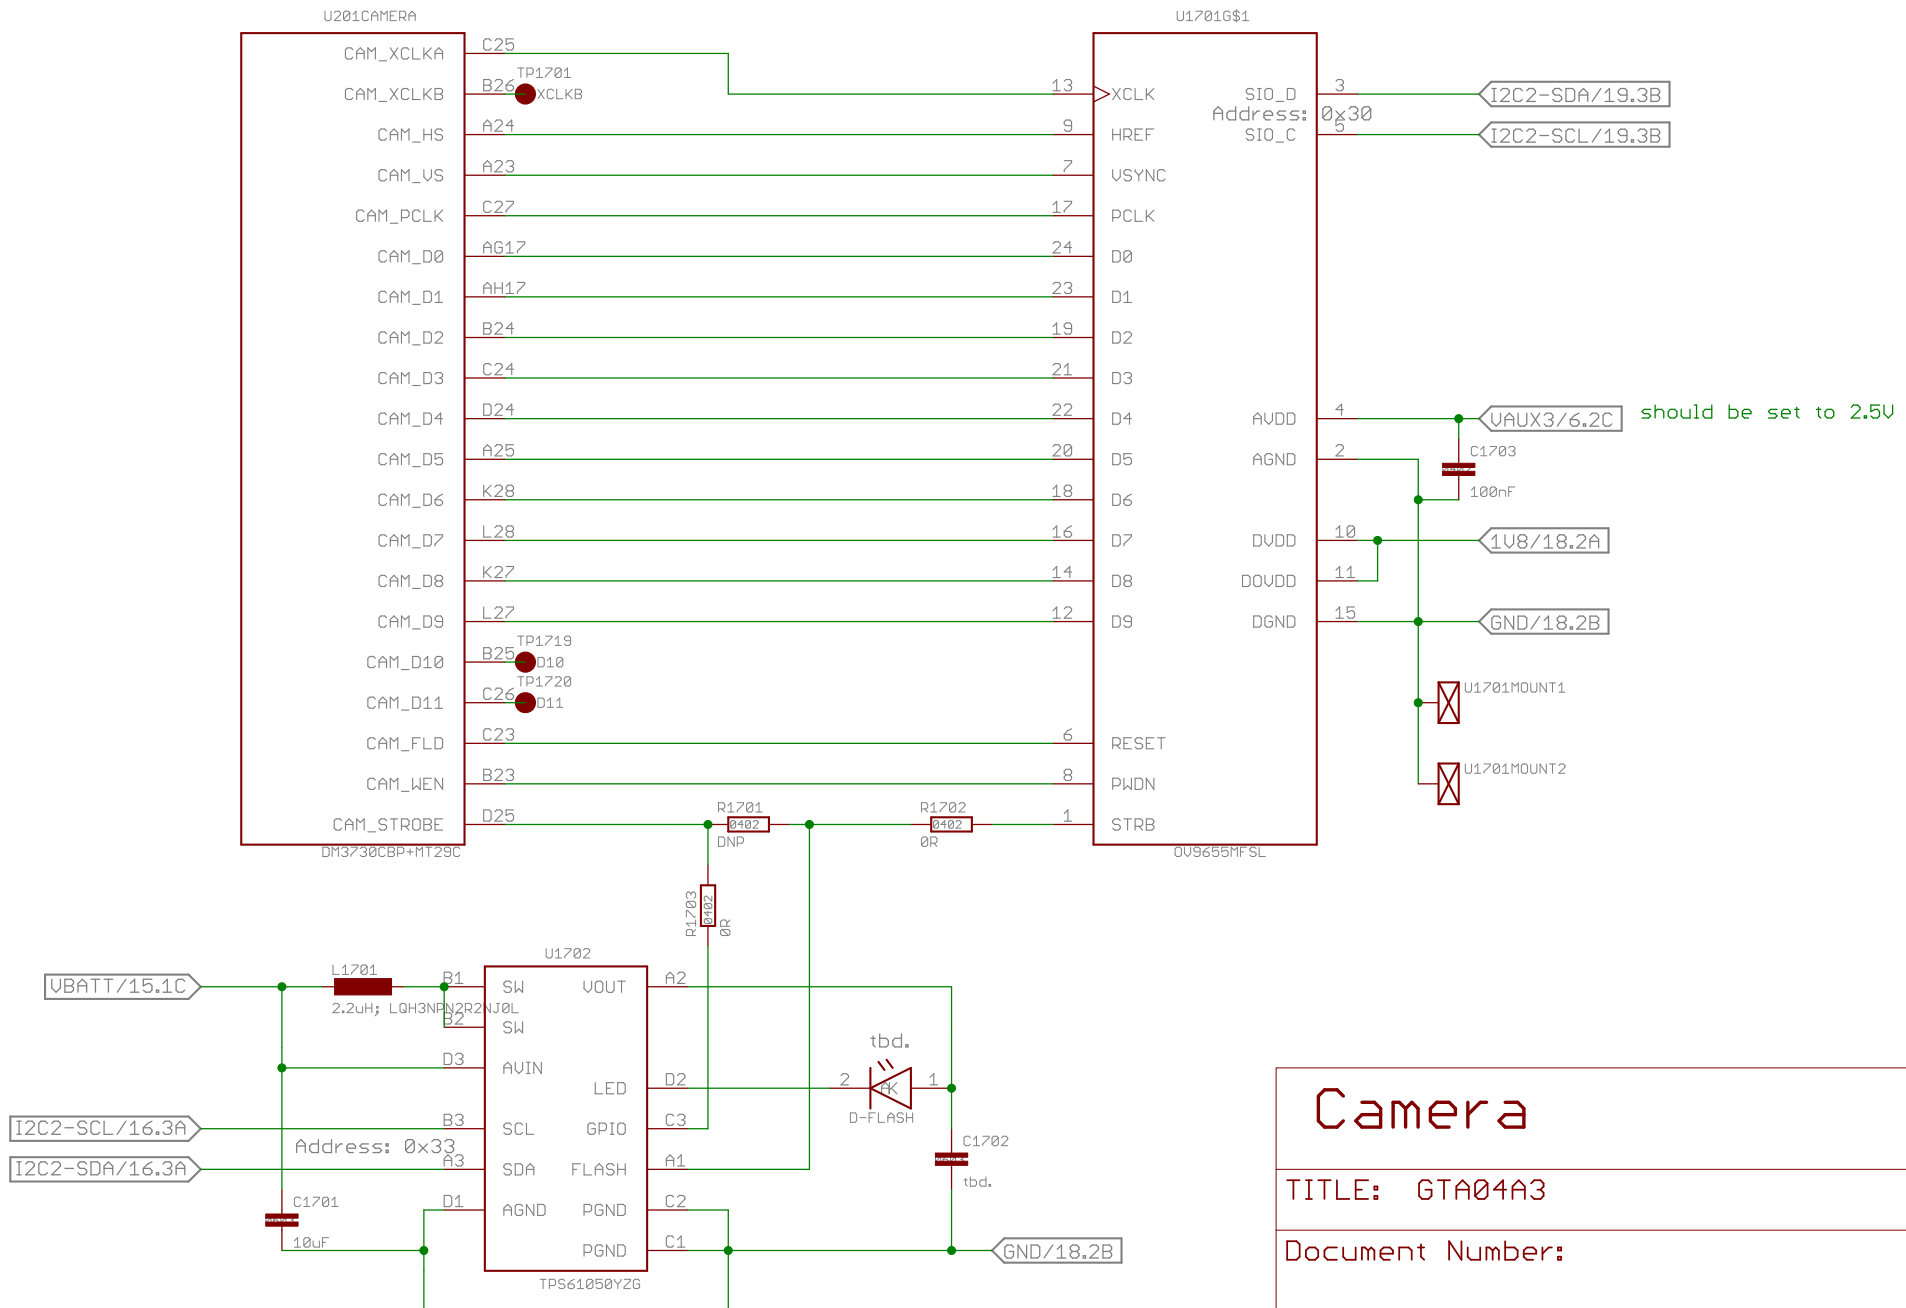 U201CAMERA
CAM_XCLKA C25
CAM_XCLKB B26
TP1701
XCLKB
CAM_HS A24
CAM_VS A23
CAM_PCLK C27
CAM_D0 AG17
CAM_D1 AH17
CAM_D2 B24
CAM_D3 C24
CAM_D4 D24
CAM_D5 A25
CAM_D6 K28
CAM_D7 L28
CAM_D8 K27
CAM_D9 L27
TP1719
CAM_D10 B25
D10
TP1720
CAM_D11 C26
D11
CAM_FLD C23
CAM_WEN B23
CAM_STROBE D25
DM3730CBP+MT29C
R1701
0402
DNP
R1702
0402
0R
R1703
0402
0R
U1701G$1
13 XCLK
9 HREF
7 VSYNC
17 PCLK
24 D0
23 D1
19 D2
21 D3
22 D4
20 D5
18 D6
16 D7
14 D8
12 D9
6 RESET
8 PWDN
1 STRB
OV9655MFSL
SIO_D 3
I2C2-SDA/19.3B
Address: 0x30
SIO_C 5
I2C2-SCL/19.3B
AVDD 4
VAUX3/6.2C
should be set to 2.5V
AGND 2
C1703
100nF
DVDD 10
1V8/18.2A
DOVDD 11
DGND 15
GND/18.2B
U1701MOUNT1
U1701MOUNT2
VBATT/15.1C
L1701
2.2uH; LQH3NPN2R2NJ0L
U1702
B1 SW
B2 SW
D3 AVIN
I2C2-SCL/16.3A
B3 SCL
Address: 0x33
I2C2-SDA/16.3A
A3 SDA
D1 AGND
C1701
10uF
VOUT A2
LED D2
GPIO C3
FLASH A1
PGND C2
PGND C1
TPS61050YZG
tbd.
2 AK 1
D-FLASH
C1702
tbd.
GND/18.2B
Camera
TITLE: GTA04A3
Document Number: